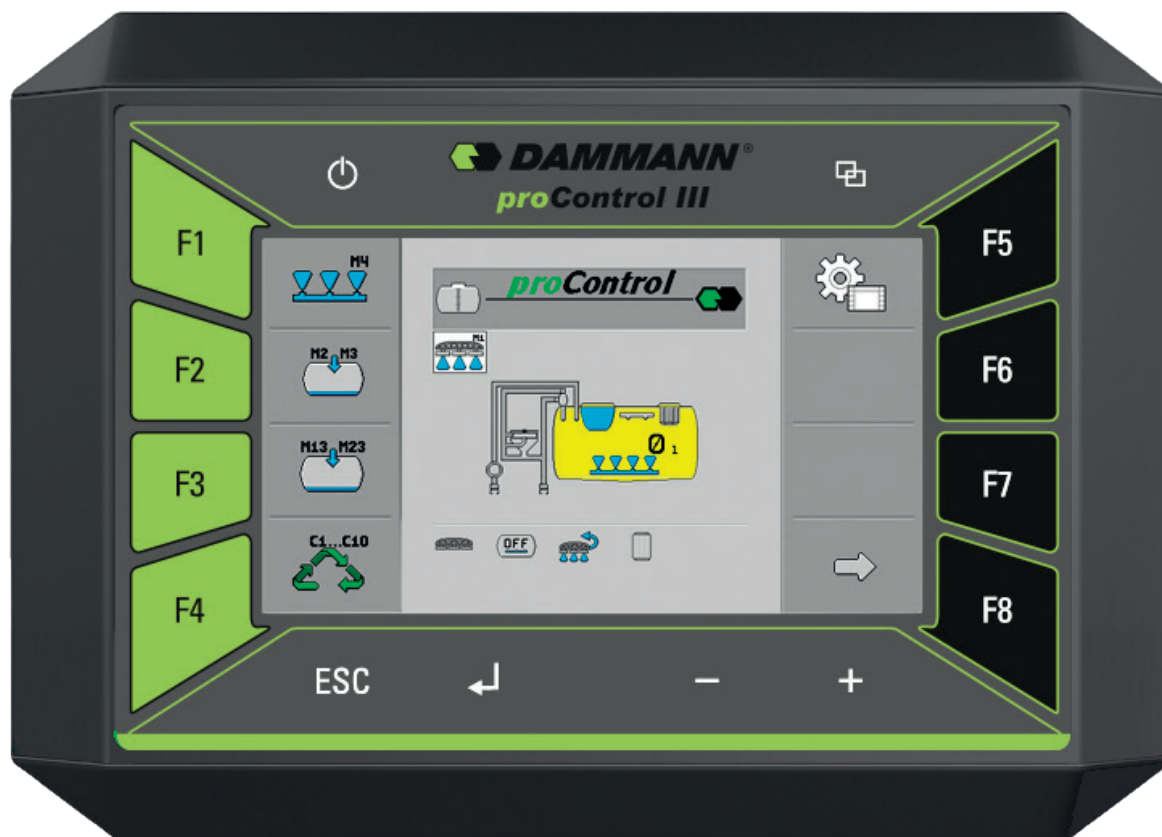 DAMMANN®
proControl III
F1
F2
F3
F4
M4
M2 M3
M13 M23
C1...C10
proControl
M1
0 1
OFF
F5
F6
F7
F8
ESC
- +